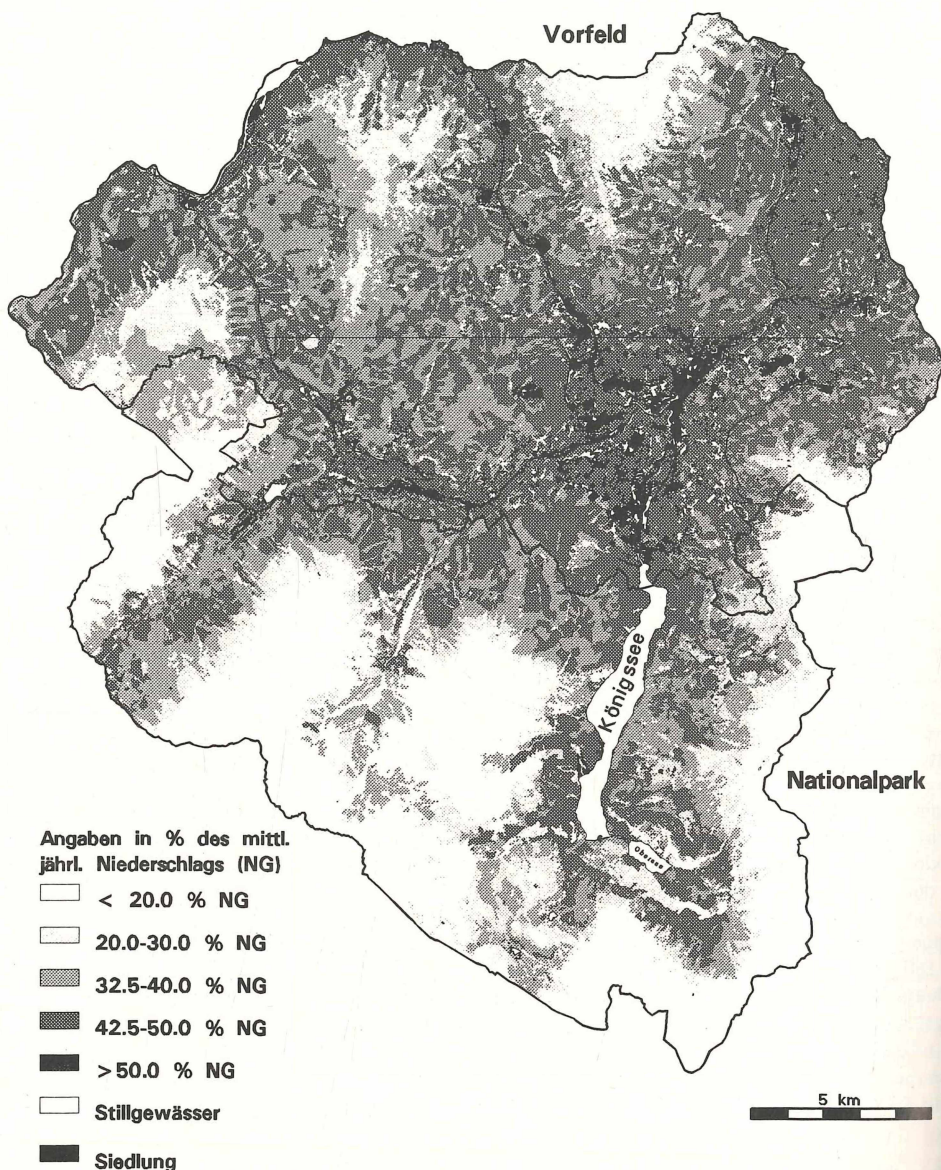 Vorfeld
Königssee
Nationalpark
Obersee
Angaben in % des mittl.
jährl. Niederschlags (NG)
< 20.0 % NG
20.0-30.0 % NG
32.5-40.0 % NG
42.5-50.0 % NG
>50.0 % NG
Stillgewässer
Siedlung
5 km